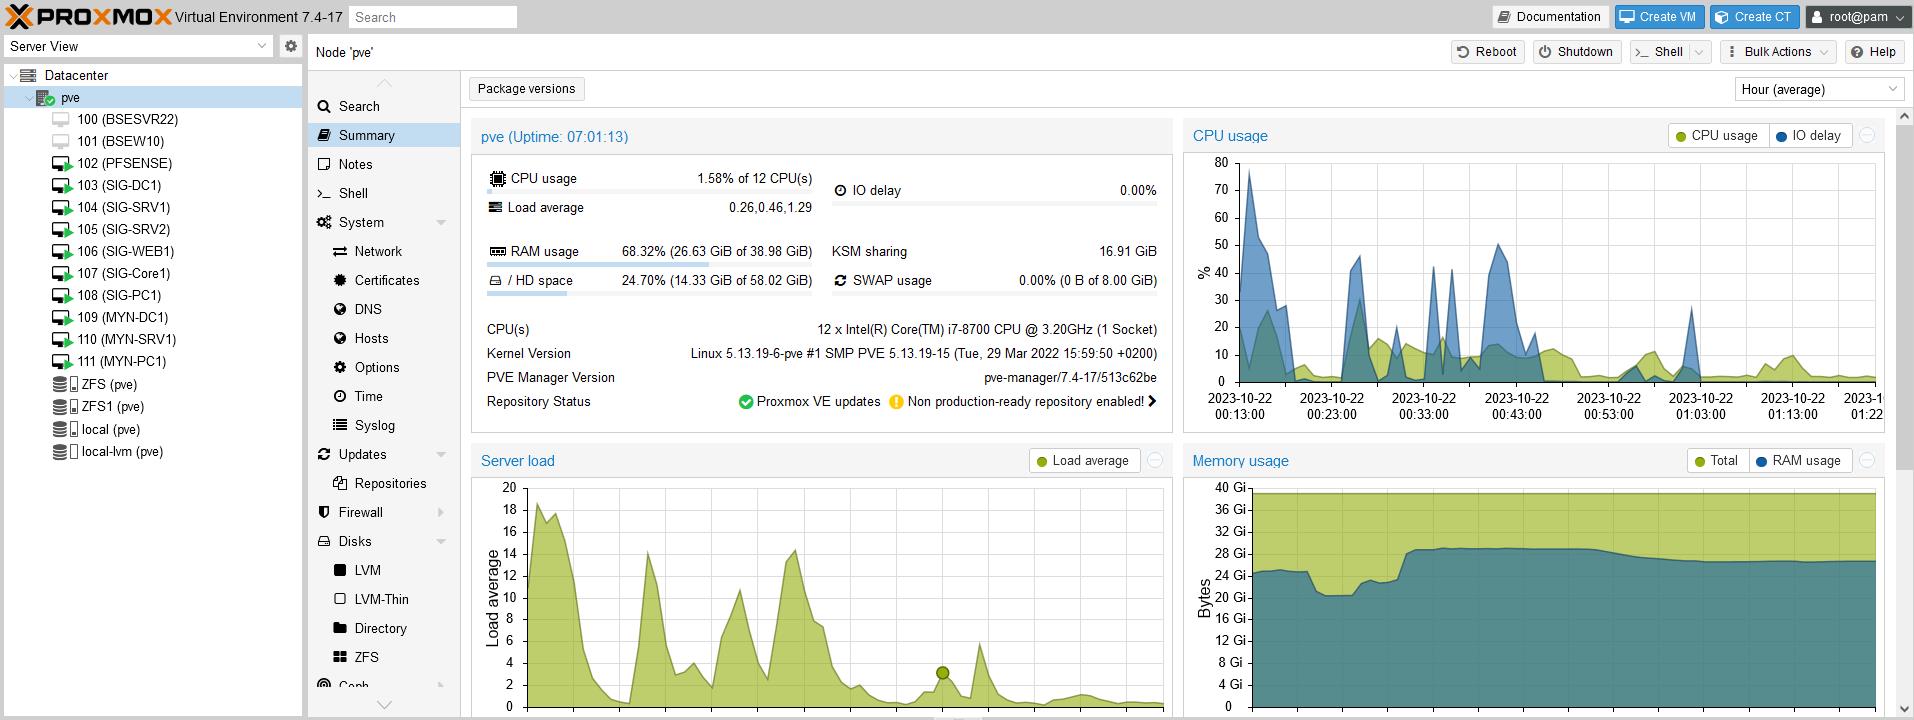 PROXMOX Virtual Environment 7.4-17 Search Documentation Create VM Create CT root@pam
Server View
Datacenter
pve
100 (BSESVR22)
101 (BSEW10)
102 (PFSENSE)
103 (SIG-DC1)
104 (SIG-SRV1)
105 (SIG-SRV2)
106 (SIG-WEB1)
107 (SIG-Core1)
108 (SIG-PC1)
109 (MYN-DC1)
110 (MYN-SRV1)
111 (MYN-PC1)
ZFS (pve)
ZFS1 (pve)
local (pve)
local-lvm (pve)
Node 'pve' Reboot Shutdown Shell Bulk Actions Help
Search
Summary
Notes
Shell
System
Network
Certificates
DNS
Hosts
Options
Time
Syslog
Updates
Repositories
Firewall
Disks
LVM
LVM-Thin
Directory
ZFS
Ceph
Package versions Hour (average)
pve (Uptime: 07:01:13)
CPU usage 1.58% of 12 CPU(s)
IO delay 0.00%
Load average 0.26,0.46,1.29
RAM usage 68.32% (26.63 GiB of 38.98 GiB) KSM sharing 16.91 GiB
/ HD space 24.70% (14.33 GiB of 58.02 GiB) SWAP usage 0.00% (0 B of 8.00 GiB)
CPU(s) 12 x Intel(R) Core(TM) i7-8700 CPU @ 3.20GHz (1 Socket)
Kernel Version Linux 5.13.19-6-pve #1 SMP PVE 5.13.19-15 (Tue, 29 Mar 2022 15:59:50 +0200)
PVE Manager Version pve-manager/7.4-17/513c62be
Repository Status Proxmox VE updates Non production-ready repository enabled!
CPU usage CPU usage IO delay
80
70
60
50
40
30
20
10
0
%
2023-10-22 2023-10-22 2023-10-22 2023-10-22 2023-10-22 2023-10-22 2023-10-22 2023-1
00:13:00 00:23:00 00:33:00 00:43:00 00:53:00 01:03:00 01:13:00 01:22
Server load Load average
20
18
16
14
12
10
8
6
4
2
0
Load average
Memory usage Total RAM usage
40 Gi
36 Gi
32 Gi
28 Gi
24 Gi
20 Gi
16 Gi
12 Gi
8 Gi
4 Gi
0
Bytes